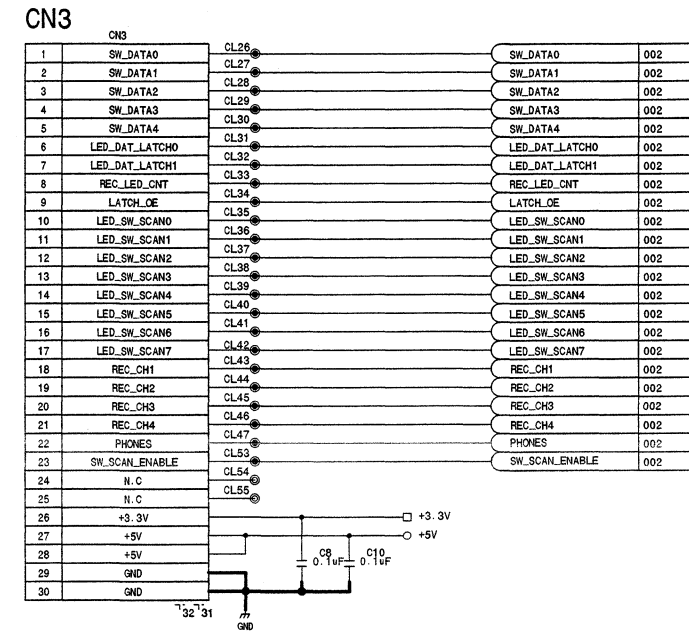 CN3
CN3
1 SW_DATA0 CL26 SW_DATA0 002
2 SW_DATA1 CL27 SW_DATA1 002
3 SW_DATA2 CL28 SW_DATA2 002
4 SW_DATA3 CL29 SW_DATA3 002
5 SW_DATA4 CL30 SW_DATA4 002
6 LED_DAT_LATCH0 CL31 LED_DAT_LATCH0 002
7 LED_DAT_LATCH1 CL32 LED_DAT_LATCH1 002
8 REC_LED_CNT CL33 REC_LED_CNT 002
9 LATCH_OE CL34 LATCH_OE 002
10 LED_SW_SCAN0 CL35 LED_SW_SCAN0 002
11 LED_SW_SCAN1 CL36 LED_SW_SCAN1 002
12 LED_SW_SCAN2 CL37 LED_SW_SCAN2 002
13 LED_SW_SCAN3 CL38 LED_SW_SCAN3 002
14 LED_SW_SCAN4 CL39 LED_SW_SCAN4 002
15 LED_SW_SCAN5 CL40 LED_SW_SCAN5 002
16 LED_SW_SCAN6 CL41 LED_SW_SCAN6 002
17 LED_SW_SCAN7 CL42 LED_SW_SCAN7 002
18 REC_CH1 CL43 REC_CH1 002
19 REC_CH2 CL44 REC_CH2 002
20 REC_CH3 CL45 REC_CH3 002
21 REC_CH4 CL46 REC_CH4 002
22 PHONES CL47 PHONES 002
23 SW_SCAN_ENABLE CL53 SW_SCAN_ENABLE 002
24 N.C CL54
25 N.C CL55
26 +3.3V +3.3V
27 +5V +5V
28 +5V C8 C10
0.1uF 0.1uF
29 GND
30 GND
32 31
GND